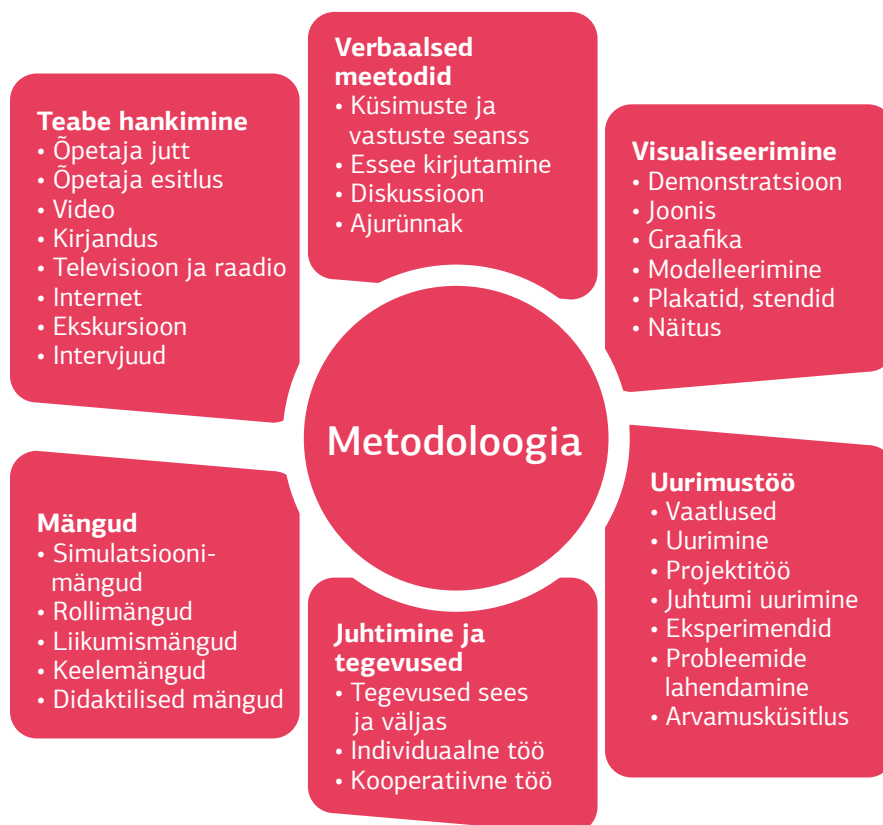 Teabe hankimine
• Õpetaja jutt
• Õpetaja esitlus
• Video
• Kirjandus
• Televisioon ja raadio
• Internet
• Ekskursioon
• Intervjuud
Verbaalsed
meetodid
• Küsimuste ja
vastuste seanss
• Essee kirjutamine
• Diskussioon
• Ajurünnak
Visualiseerimine
• Demonstratsioon
• Joonis
• Graafika
• Modelleerimine
• Plakatid, stendid
• Näitus
Metodoloogia
Mängud
• Simulatsiooni-
mängud
• Rollimängud
• Liikumismängud
• Keelemängud
• Didaktilised mängud
Juhtimine ja
tegevused
• Tegevused sees
ja väljas
• Individuaalne töö
• Kooperatiivne töö
Uurimustöö
• Vaatlused
• Uurimine
• Projektitöö
• Juhtumi uurimine
• Eksperimendid
• Probleemide
lahendamine
• Arvamusküsitlus